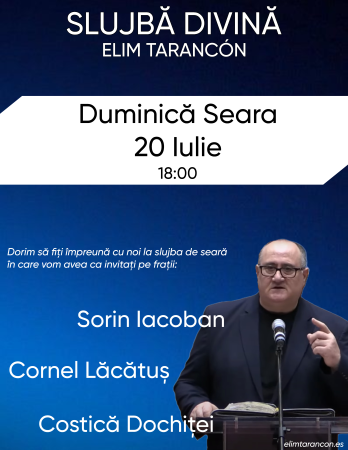 SLUJBĂ DIVINĂ
ELIM TARANCÓN
Duminică Seara
20 Iulie
18:00
Dorim să fiți împreună cu noi la slujba de seară
în care vom avea ca invitați pe frații:
Sorin Iacoban
Cornel Lăcătuș
Costică Dochiței
elimtarancon.es